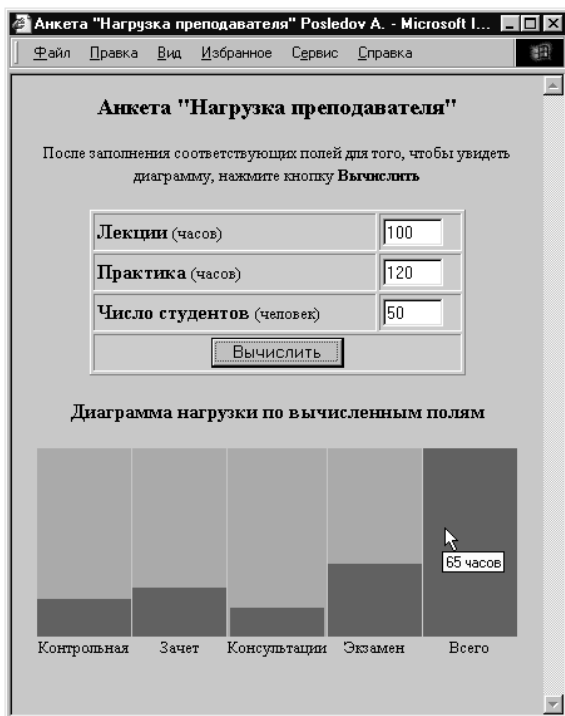 Анкета "Нагрузка преподавателя" Posledov A. - Microsoft I...
Файл Правка Вид Избранное Сервис Справка
Анкета "Нагрузка преподавателя"
После заполнения соответствующих полей для того, чтобы увидеть
диаграмму, нажмите кнопку Вычислить
Лекции (часов) 100
Практика (часов) 120
Число студентов (человек) 50
Вычислить
Диаграмма нагрузки по вычисленным полям
65 часов
Контрольная Зачет Консультации Экзамен Всего